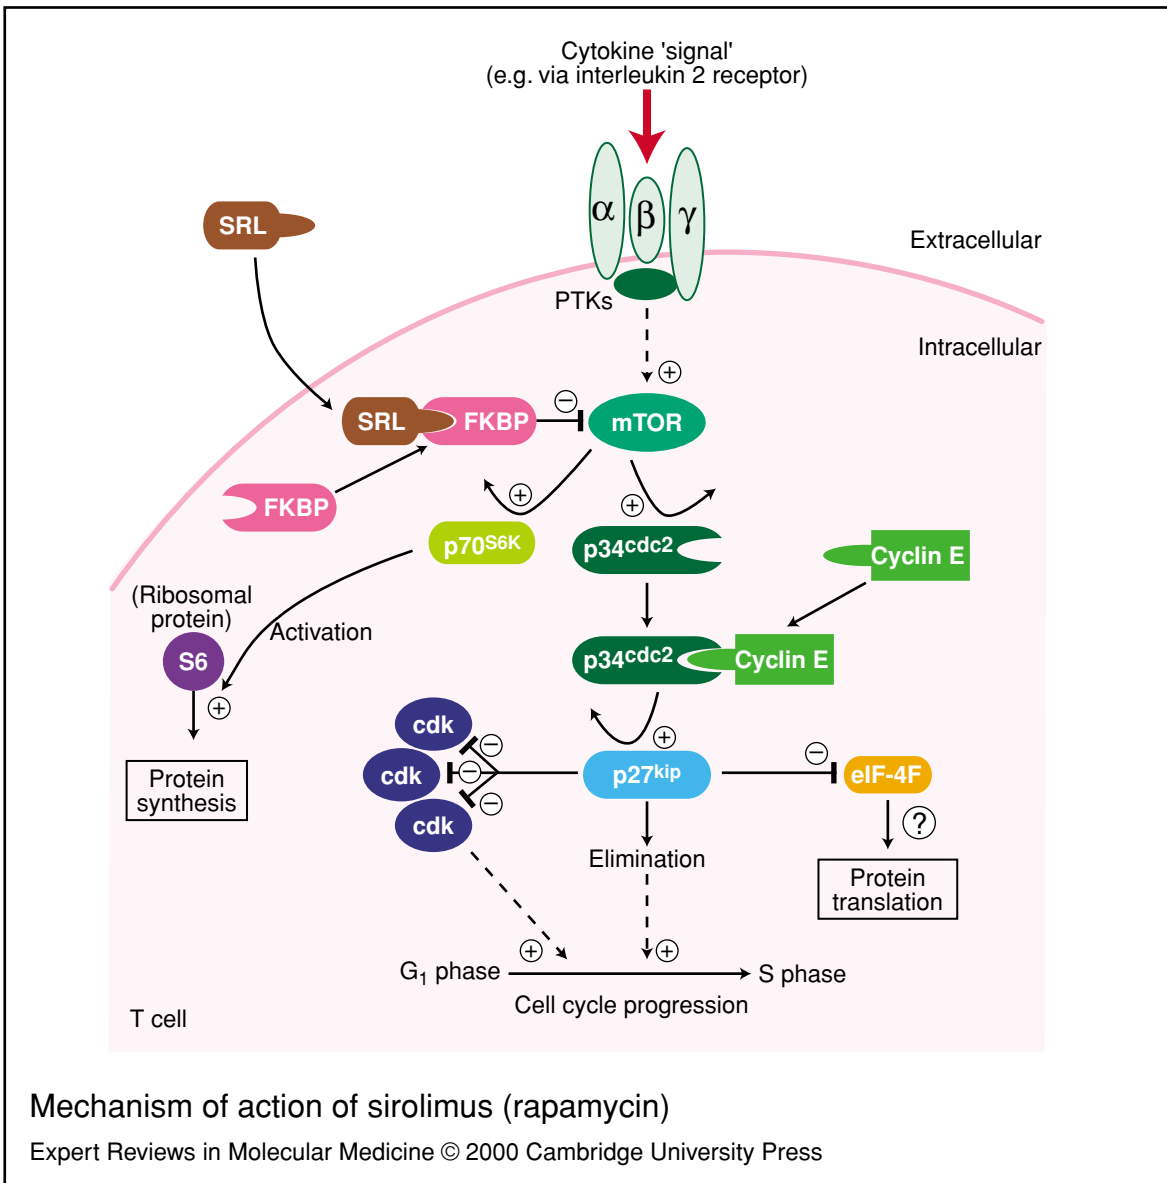 Cytokine 'signal'
(e.g. via interleukin 2 receptor)
α
β
γ
SRL
Extracellular
PTKs
Intracellular
+
−
SRL
FKBP
mTOR
FKBP
+
+
p70S6K
p34cdc2
Cyclin E
(Ribosomal
protein)
Activation
S6
p34cdc2
Cyclin E
+
cdk
−
+
−
Protein
synthesis
cdk
−
p27kip
eIF-4F
cdk
−
?
Elimination
Protein
translation
+
+
G1 phase
S phase
Cell cycle progression
T cell
Mechanism of action of sirolimus (rapamycin)
Expert Reviews in Molecular Medicine © 2000 Cambridge University Press